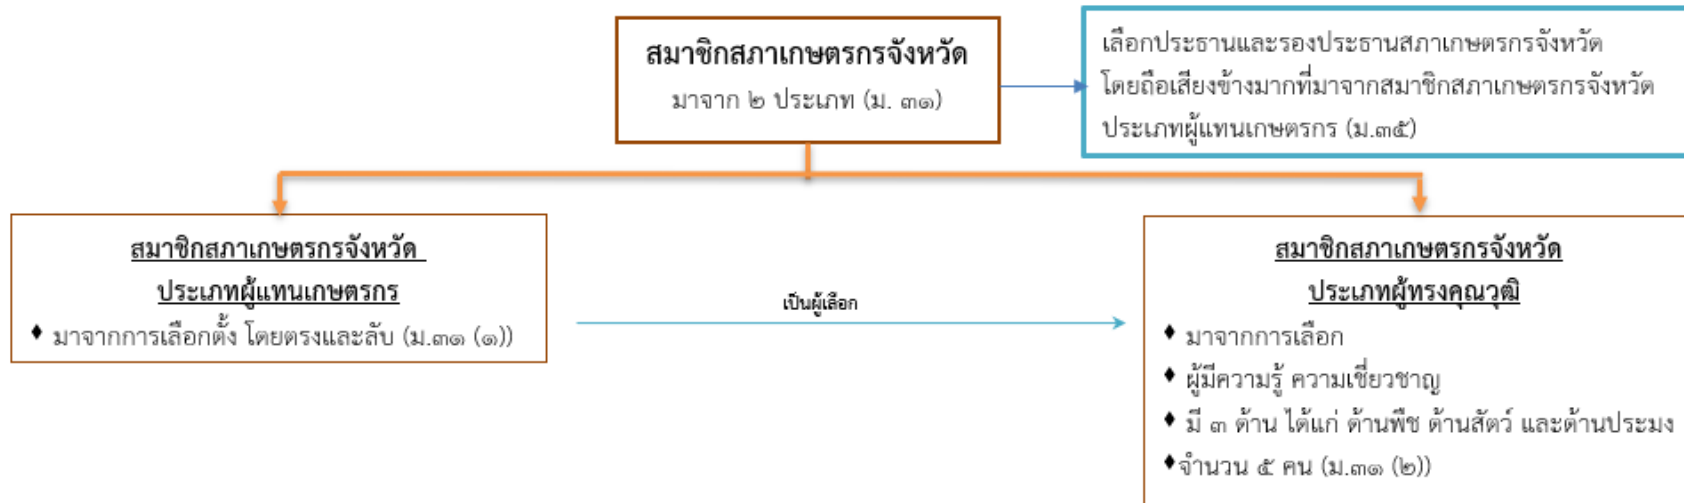 สมาชิกสภาเกษตรกรจังหวัด
มาจาก ๒ ประเภท (ม. ๓๑)
เลือกประธานและรองประธานสภาเกษตรกรจังหวัด
โดยถือเสียงข้างมากที่มาจากสมาชิกสภาเกษตรกรจังหวัด
ประเภทผู้แทนเกษตรกร (ม.๓๕)
สมาชิกสภาเกษตรกรจังหวัด
ประเภทผู้แทนเกษตรกร
♦ มาจากการเลือกตั้ง โดยตรงและลับ (ม.๓๑ (๑))
เป็นผู้เลือก
สมาชิกสภาเกษตรกรจังหวัด
ประเภทผู้ทรงคุณวุฒิ
♦ มาจากการเลือก
♦ ผู้มีความรู้ ความเชี่ยวชาญ
♦ มี ๓ ด้าน ได้แก่ ด้านพืช ด้านสัตว์ และด้านประมง
♦จำนวน ๕ คน (ม.๓๑ (๒))